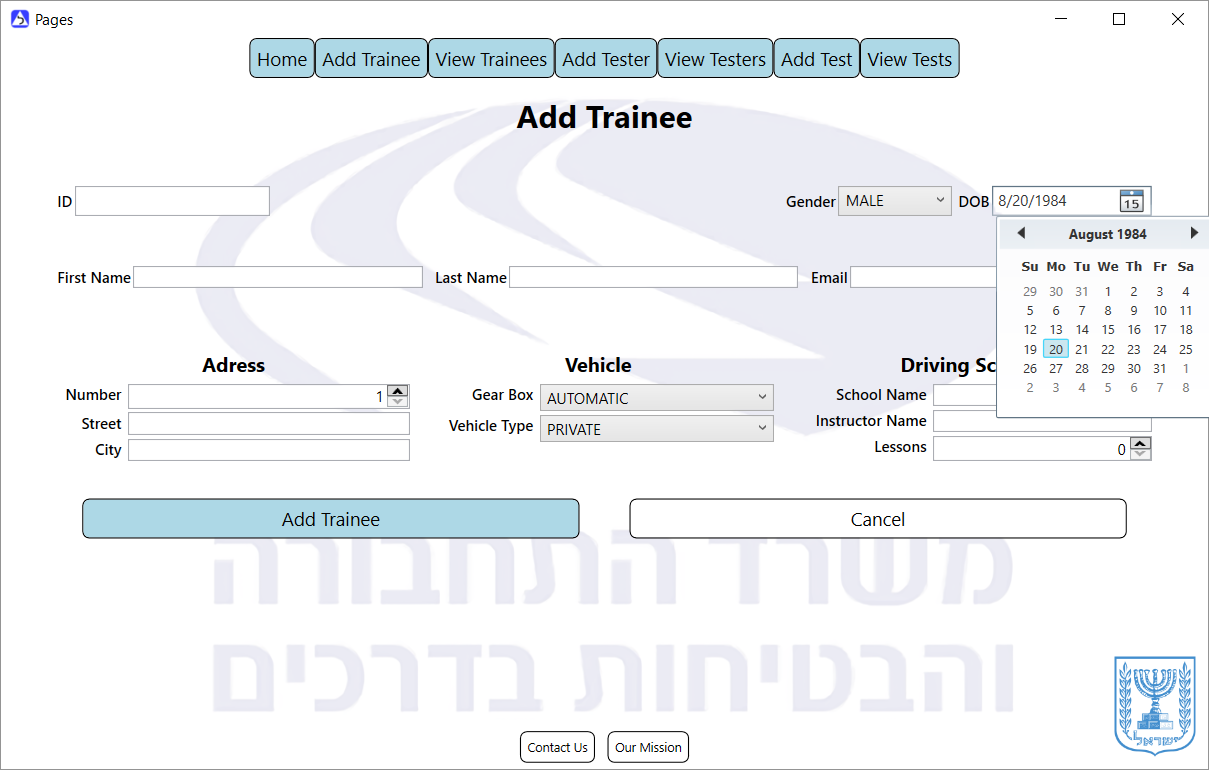 Pages
Home Add Trainee View Trainees Add Tester View Testers Add Test View Tests
Add Trainee
ID Gender MALE DOB 8/20/1984 15
August 1984
Su Mo Tu We Th Fr Sa
29 30 31 1 2 3 4
5 6 7 8 9 10 11
12 13 14 15 16 17 18
19 20 21 22 23 24 25
26 27 28 29 30 31 1
2 3 4 5 6 7 8
First Name Last Name Email
Adress Vehicle Driving Sc
Number 1 Gear Box AUTOMATIC School Name
Street Vehicle Type PRIVATE Instructor Name
City Lessons 0
Add Trainee Cancel
משרד התחבורה
והבטיחות בדרכים
ישראל
Contact Us Our Mission